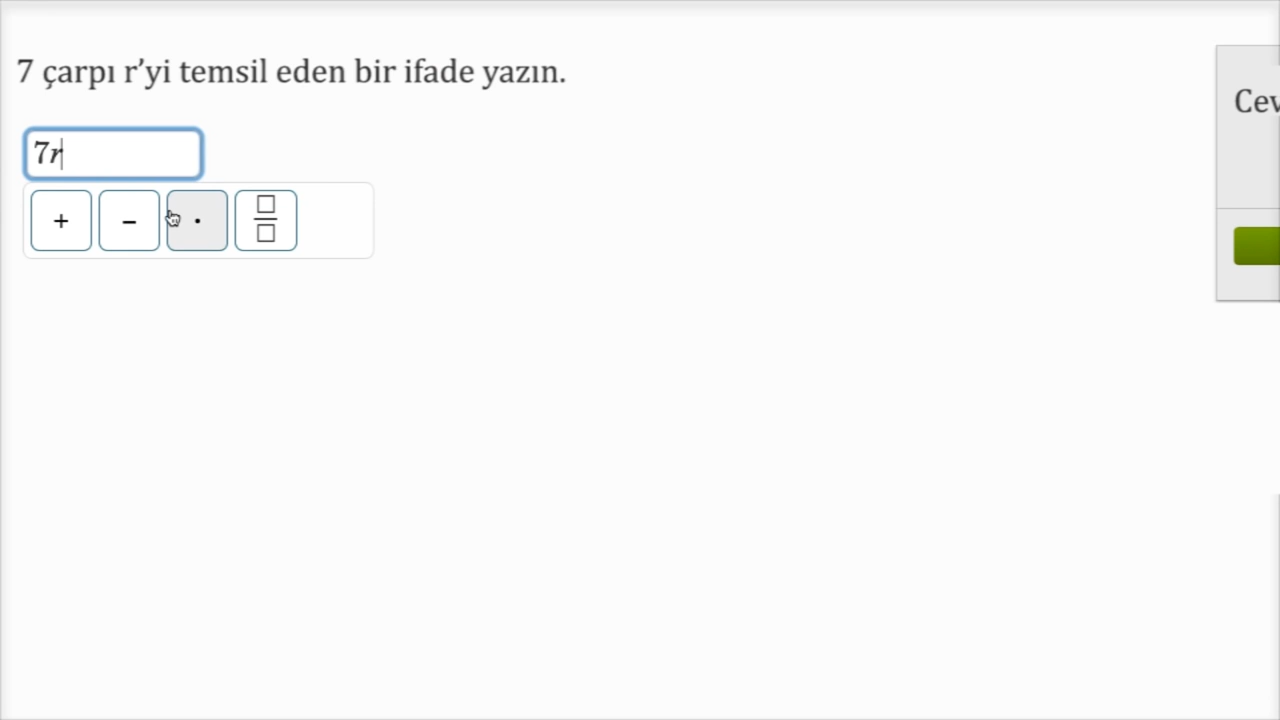 7 çarpı r’yi temsil eden bir ifade yazın.
7r
+ − ·